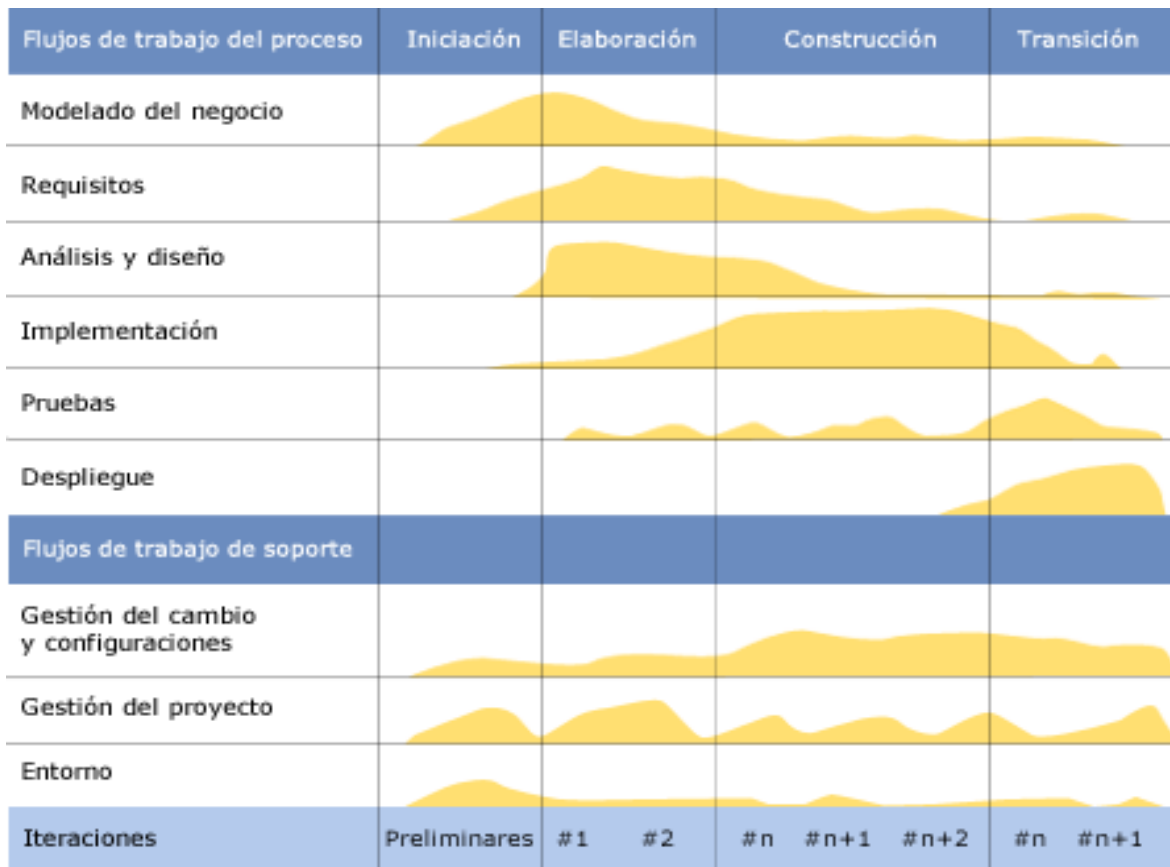 Flujos de trabajo del proceso Iniciación Elaboración Construcción Transición
Modelado del negocio
Requisitos
Análisis y diseño
Implementación
Pruebas
Despliegue
Flujos de trabajo de soporte
Gestión del cambio
y configuraciones
Gestión del proyecto
Entorno
Iteraciones Preliminares #1 #2 #n #n+1 #n+2 #n #n+1